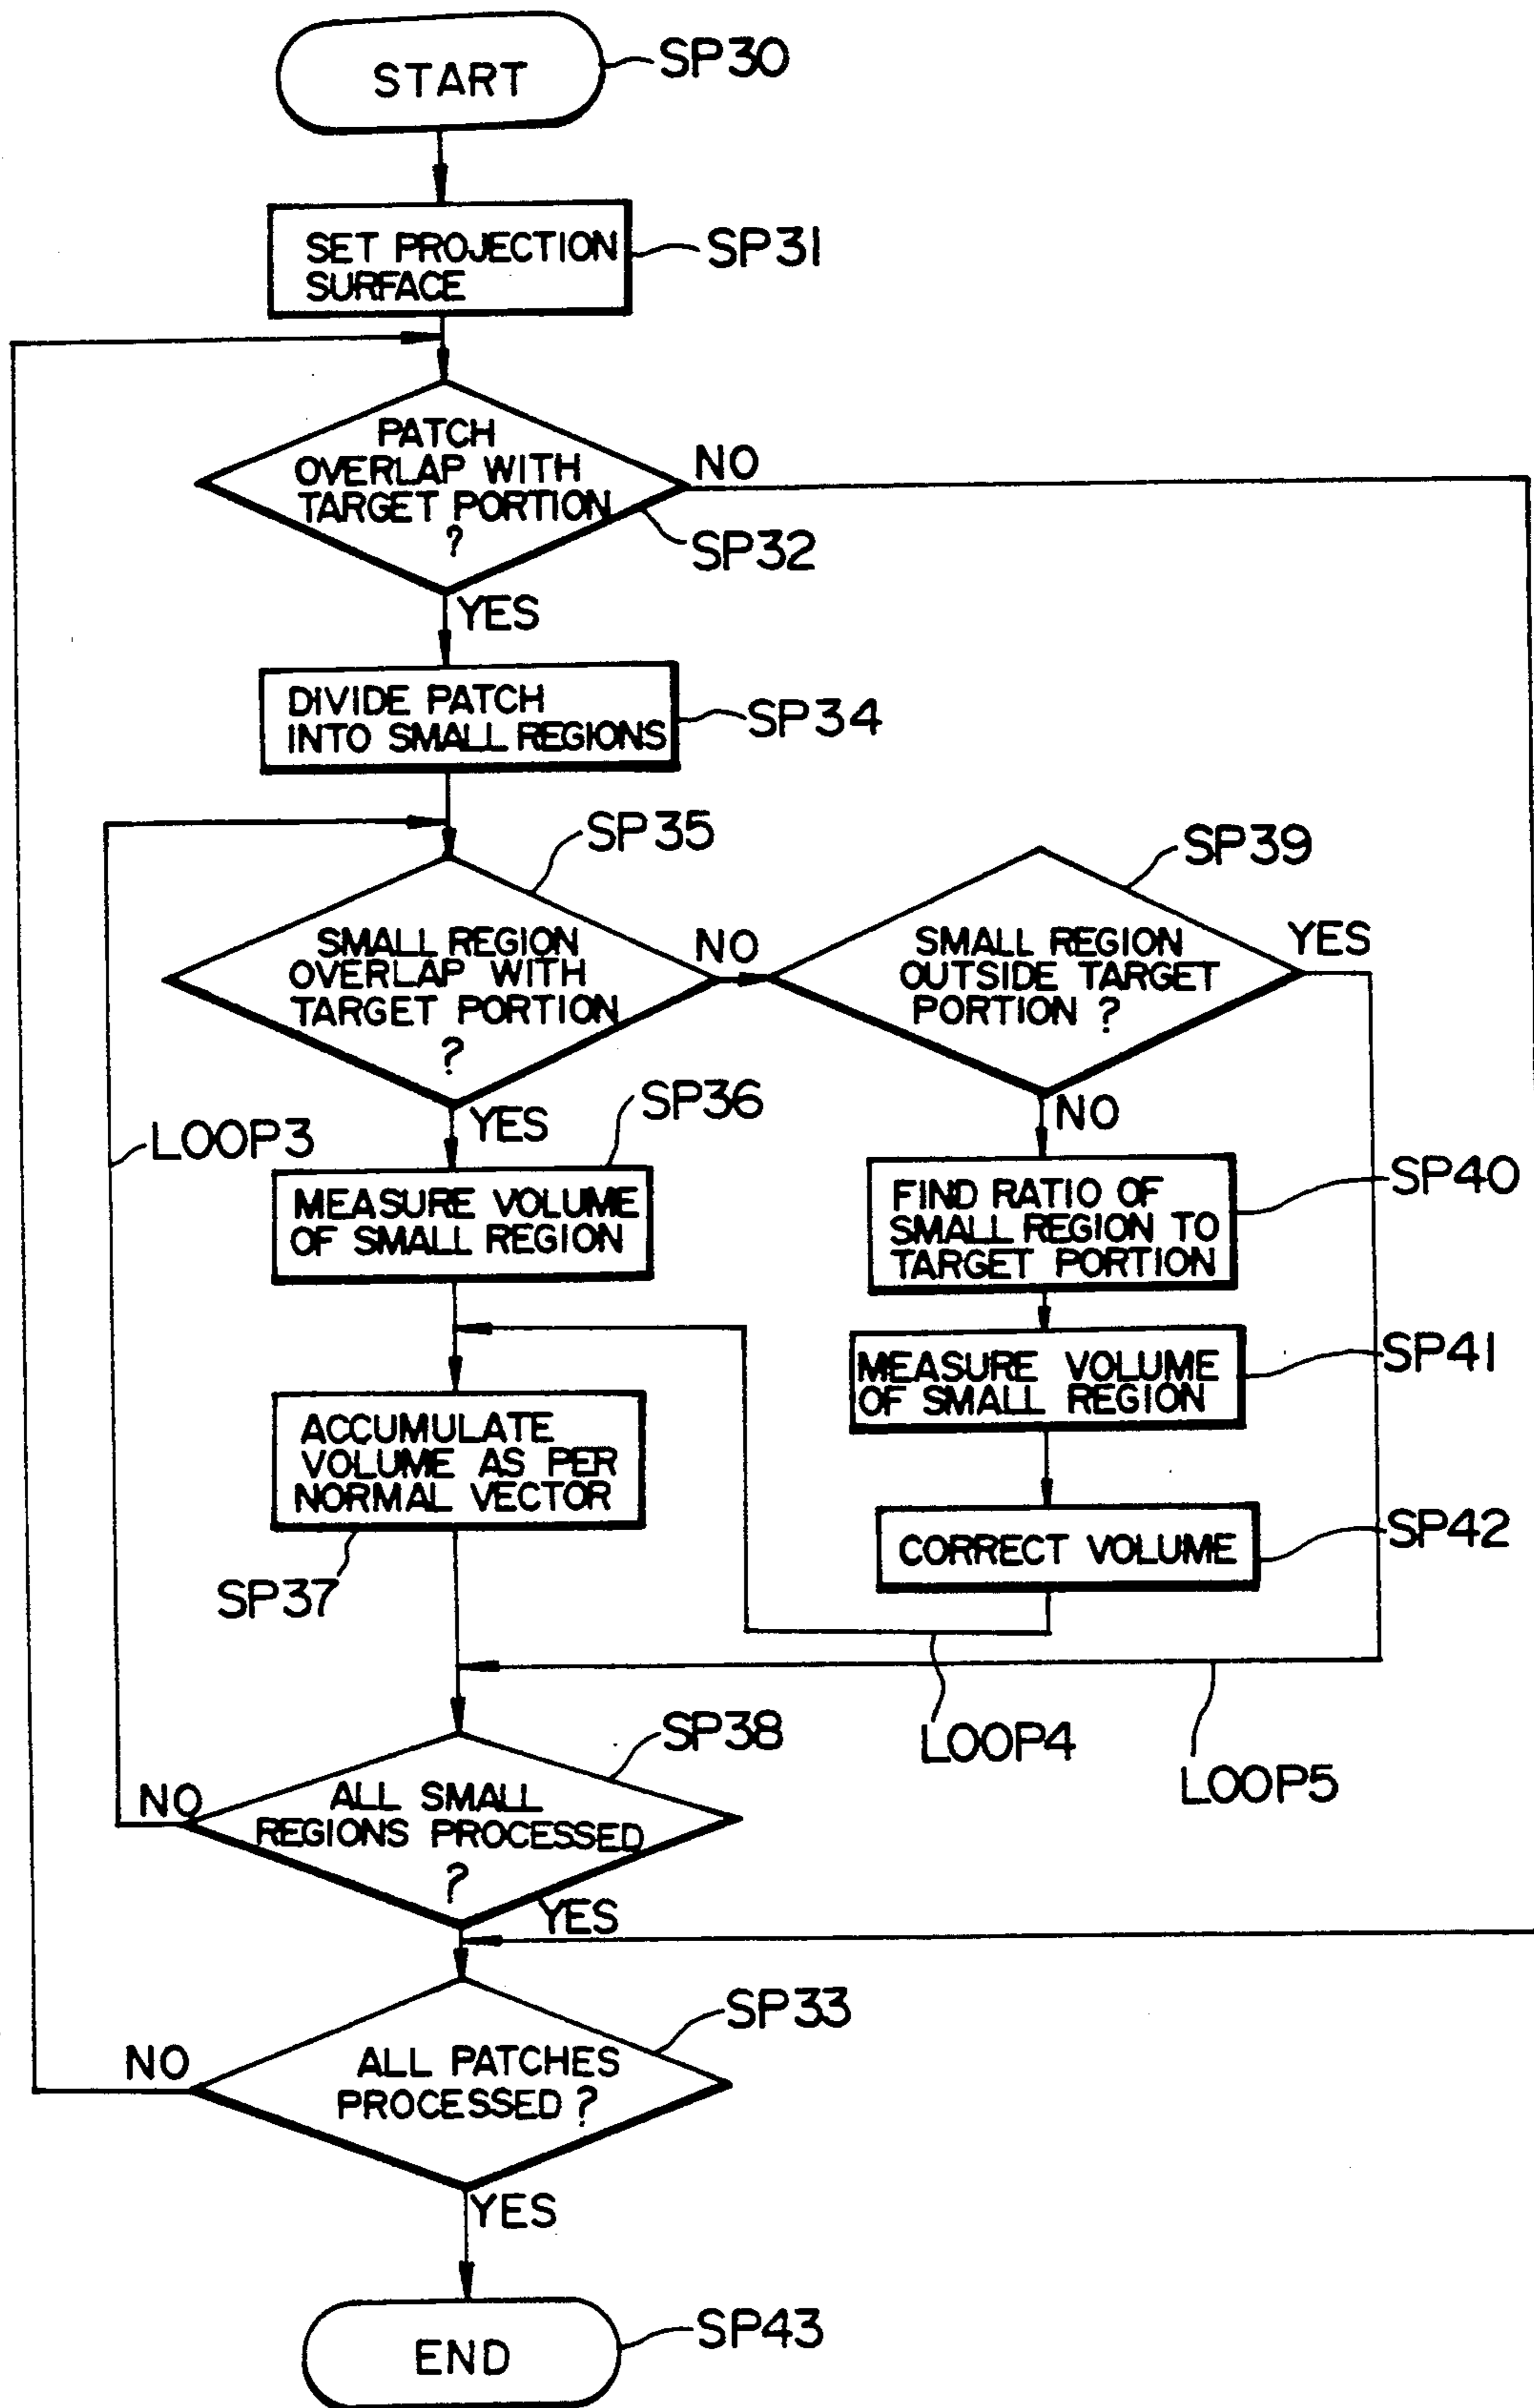 START
SP30
SET PROJECTION
SURFACE
SP31
PATCH
OVERLAP WITH
TARGET PORTION
?
NO
SP32
YES
DIVIDE PATCH
INTO SMALL REGIONS
SP34
SP35
SMALL REGION
OVERLAP WITH
TARGET PORTION
?
NO
SP39
SMALL REGION
OUTSIDE TARGET
PORTION ?
YES
LOOP3
YES
SP36
NO
MEASURE VOLUME
OF SMALL REGION
FIND RATIO OF
SMALL REGION TO
TARGET PORTION
SP40
MEASURE VOLUME
OF SMALL REGION
SP41
ACCUMULATE
VOLUME AS PER
NORMAL VECTOR
SP37
CORRECT VOLUME
SP42
LOOP4
LOOP5
SP38
NO
ALL SMALL
REGIONS PROCESSED
?
YES
SP33
NO
ALL PATCHES
PROCESSED ?
YES
END
SP43